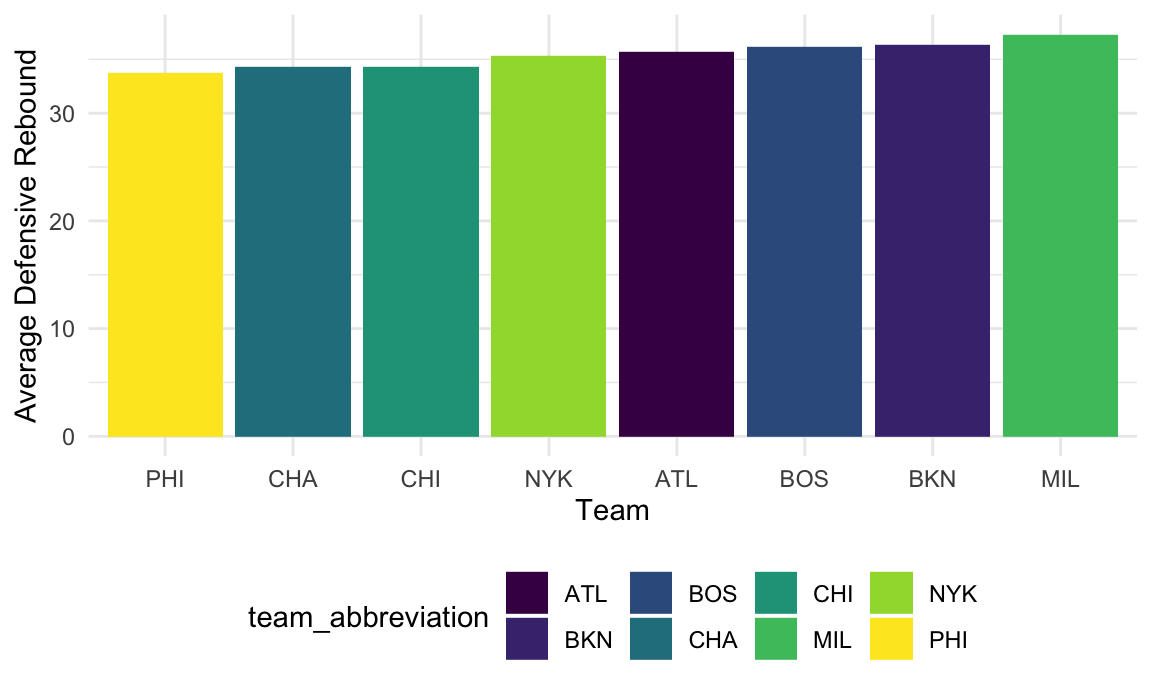 Average Defensive Rebound
30
20
10
0
PHI CHA CHI NYK ATL BOS BKN MIL
Team
team_abbreviation
ATL BOS CHI NYK
BKN CHA MIL PHI